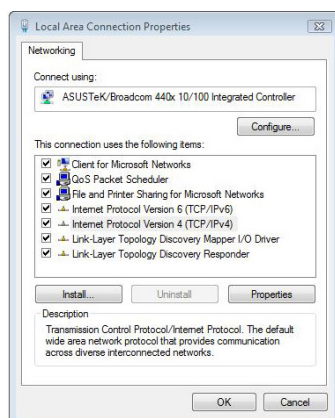 Local Area Connection Properties
Networking
Connect using:
ASUSTeK/Broadcom 440x 10/100 Integrated Controller
Configure...
This connection uses the following items:
Client for Microsoft Networks
QoS Packet Scheduler
File and Printer Sharing for Microsoft Networks
Internet Protocol Version 6 (TCP/IPv6)
Internet Protocol Version 4 (TCP/IPv4)
Link-Layer Topology Discovery Mapper I/O Driver
Link-Layer Topology Discovery Responder
Install... Uninstall Properties
Description
Transmission Control Protocol/Internet Protocol. The default
wide area network protocol that provides communication
across diverse interconnected networks.
OK Cancel